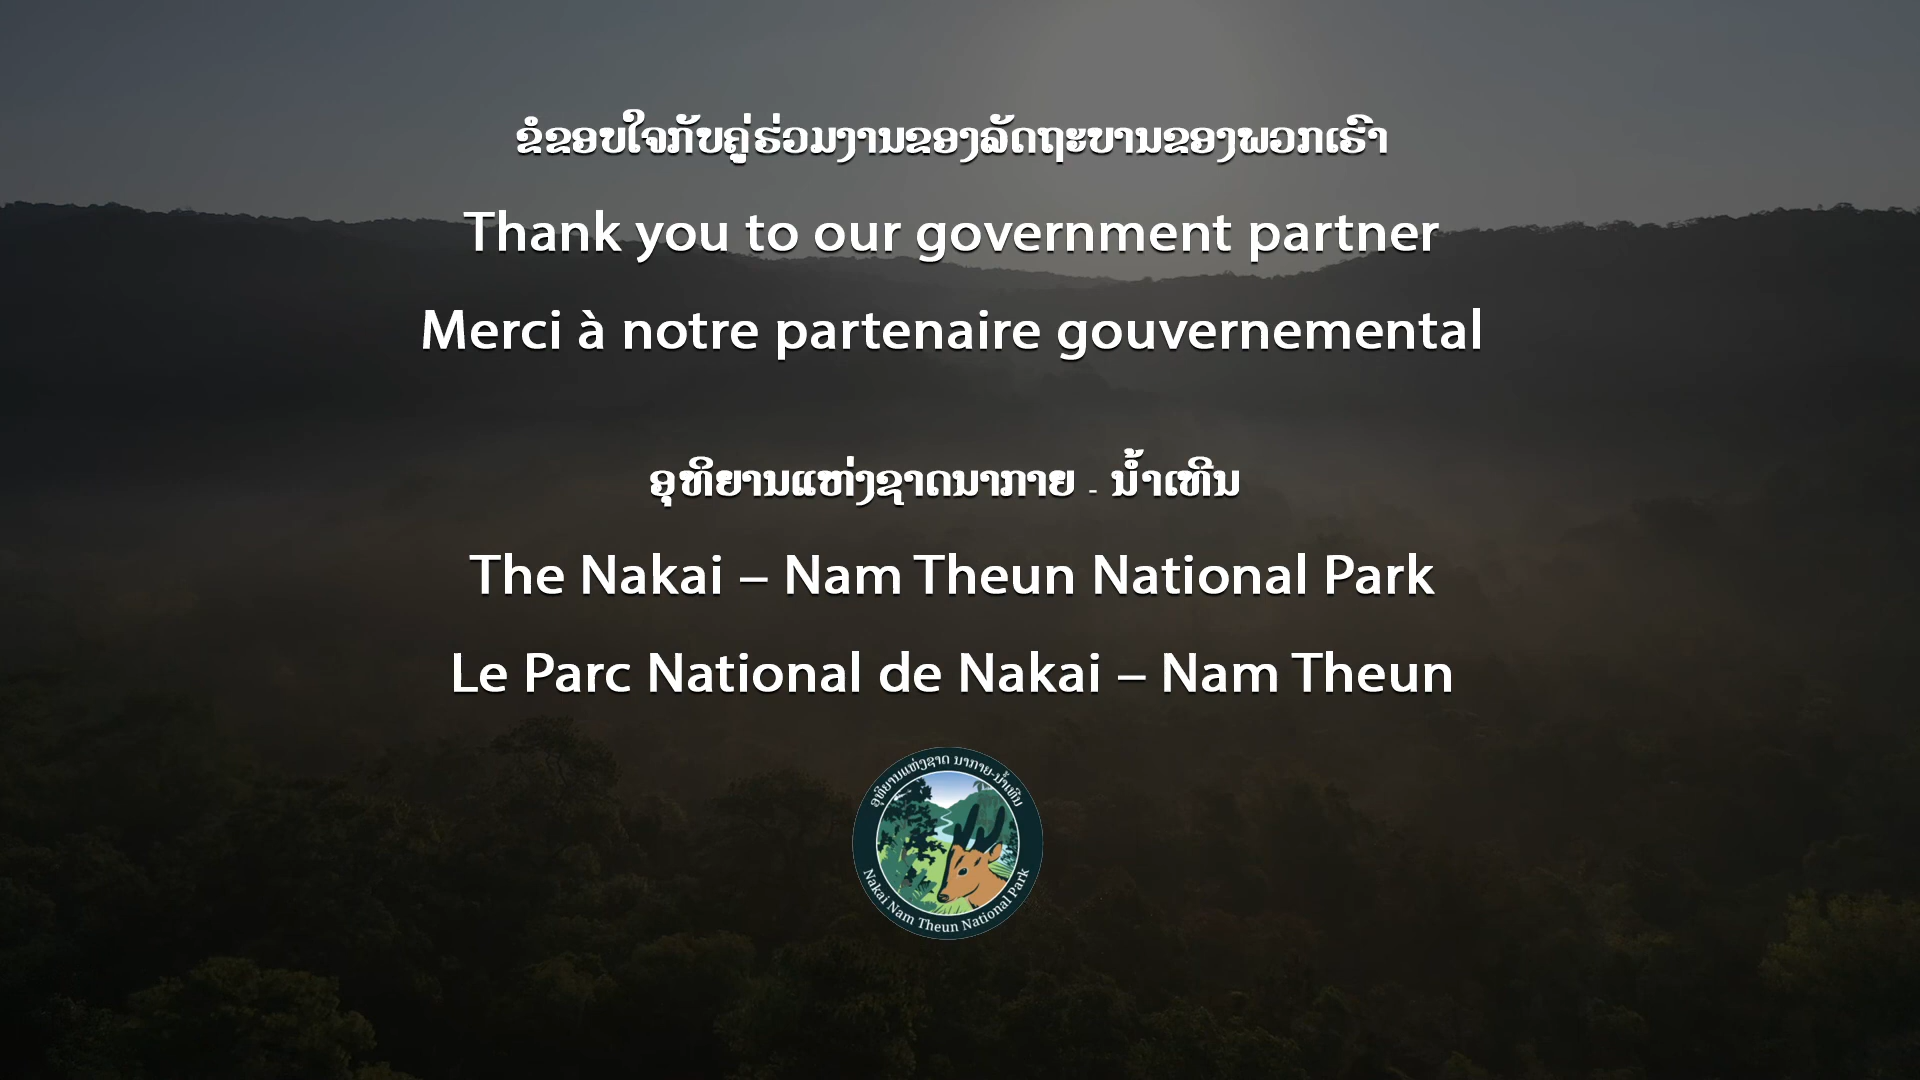 ຂໍຂອບໃຈກັບຄູ່ຮ່ວມງານຂອງລັດຖະບານຂອງພວກເຮົາ
Thank you to our government partner
Merci à notre partenaire gouvernemental
ອຸທິຍານແຫ່ງຊາດນາກາຍ - ນ້ຳເທີນ
The Nakai – Nam Theun National Park
Le Parc National de Nakai – Nam Theun
ອຸທິຍານແຫ່ງຊາດ ນາກາຍ-ນ້ຳເທີນ
Nakai Nam Theun National Park